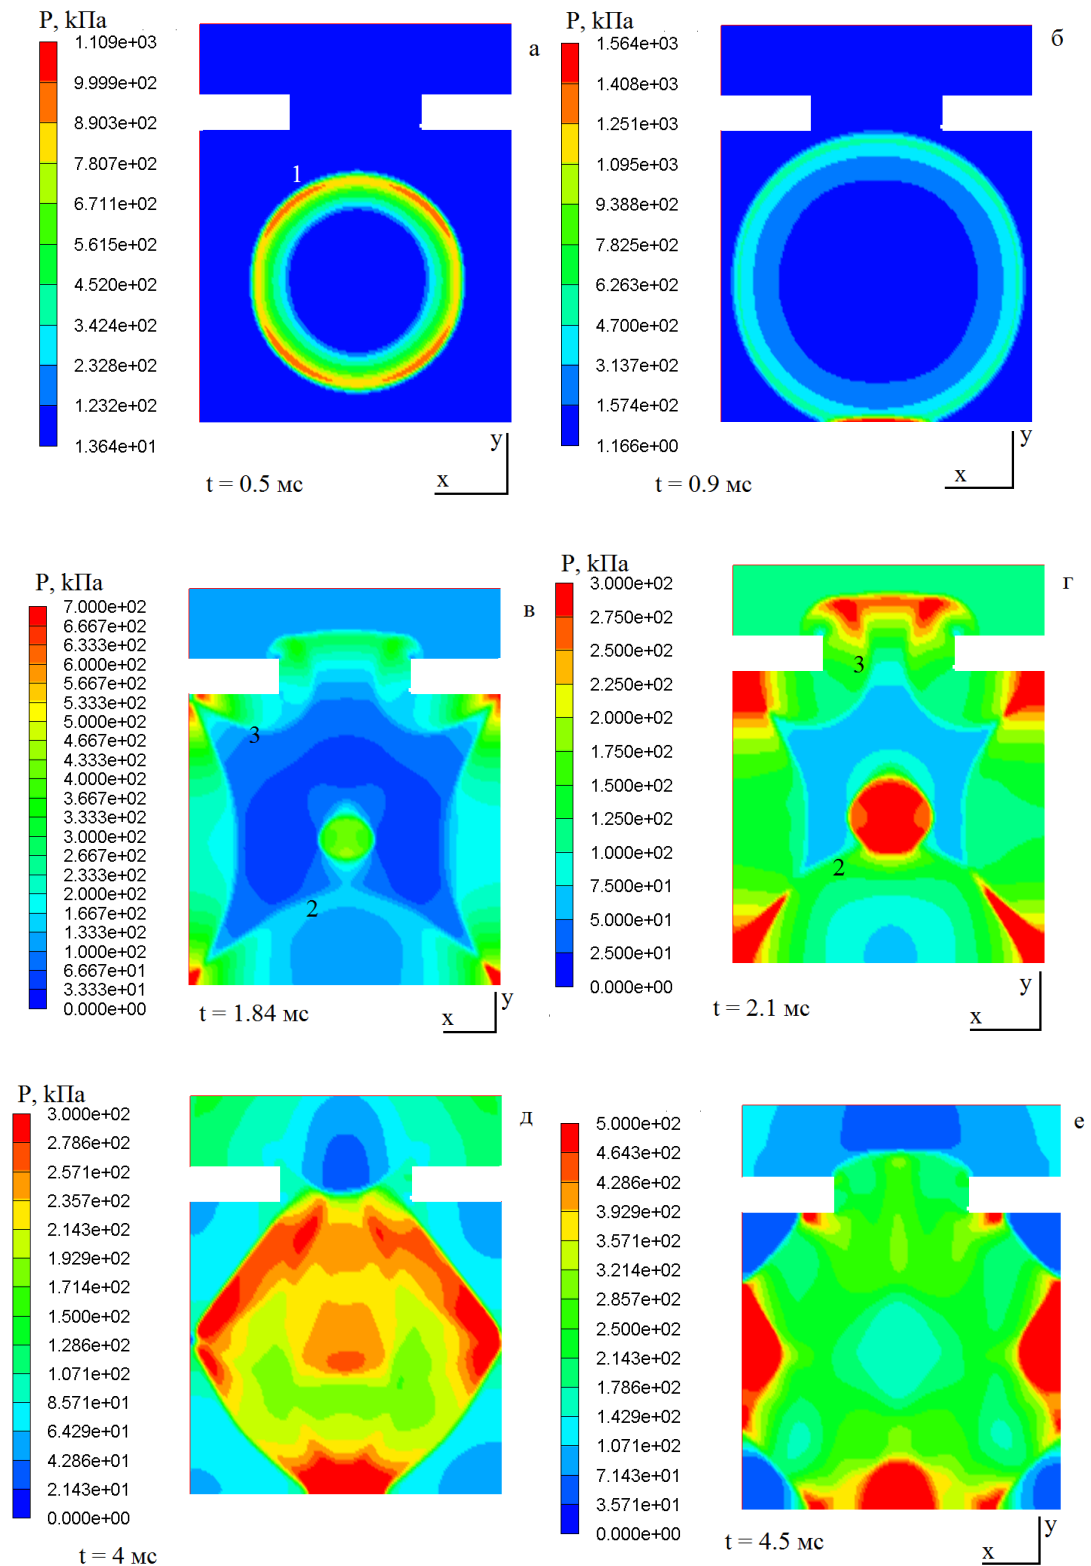 P, кПа
1.109e+03
9.999e+02
8.903e+02
7.807e+02
6.711e+02
5.615e+02
4.520e+02
3.424e+02
2.328e+02
1.232e+02
1.364e+01
а
1
y
x
t = 0.5 мс
P, кПа
1.564e+03
1.408e+03
1.251e+03
1.095e+03
9.388e+02
7.825e+02
6.263e+02
4.700e+02
3.137e+02
1.574e+02
1.166e+00
б
y
x
t = 0.9 мс
P, кПа
7.000e+02
6.667e+02
6.333e+02
6.000e+02
5.667e+02
5.333e+02
5.000e+02
4.667e+02
4.333e+02
4.000e+02
3.667e+02
3.333e+02
3.000e+02
2.667e+02
2.333e+02
2.000e+02
1.667e+02
1.333e+02
1.000e+02
6.667e+01
3.333e+01
0.000e+00
в
3
2
y
x
t = 1.84 мс
P, кПа
3.000e+02
2.750e+02
2.500e+02
2.250e+02
2.000e+02
1.750e+02
1.500e+02
1.250e+02
1.000e+02
7.500e+01
5.000e+01
2.500e+01
0.000e+00
г
3
2
y
x
t = 2.1 мс
P, кПа
3.000e+02
2.786e+02
2.571e+02
2.357e+02
2.143e+02
1.929e+02
1.714e+02
1.500e+02
1.286e+02
1.071e+02
8.571e+01
6.429e+01
4.286e+01
2.143e+01
0.000e+00
д
t = 4 мс
5.000e+02
4.643e+02
4.286e+02
3.929e+02
3.571e+02
3.214e+02
2.857e+02
2.500e+02
2.143e+02
1.786e+02
1.429e+02
1.071e+02
7.143e+01
3.571e+01
0.000e+00
е
y
x
t = 4.5 мс